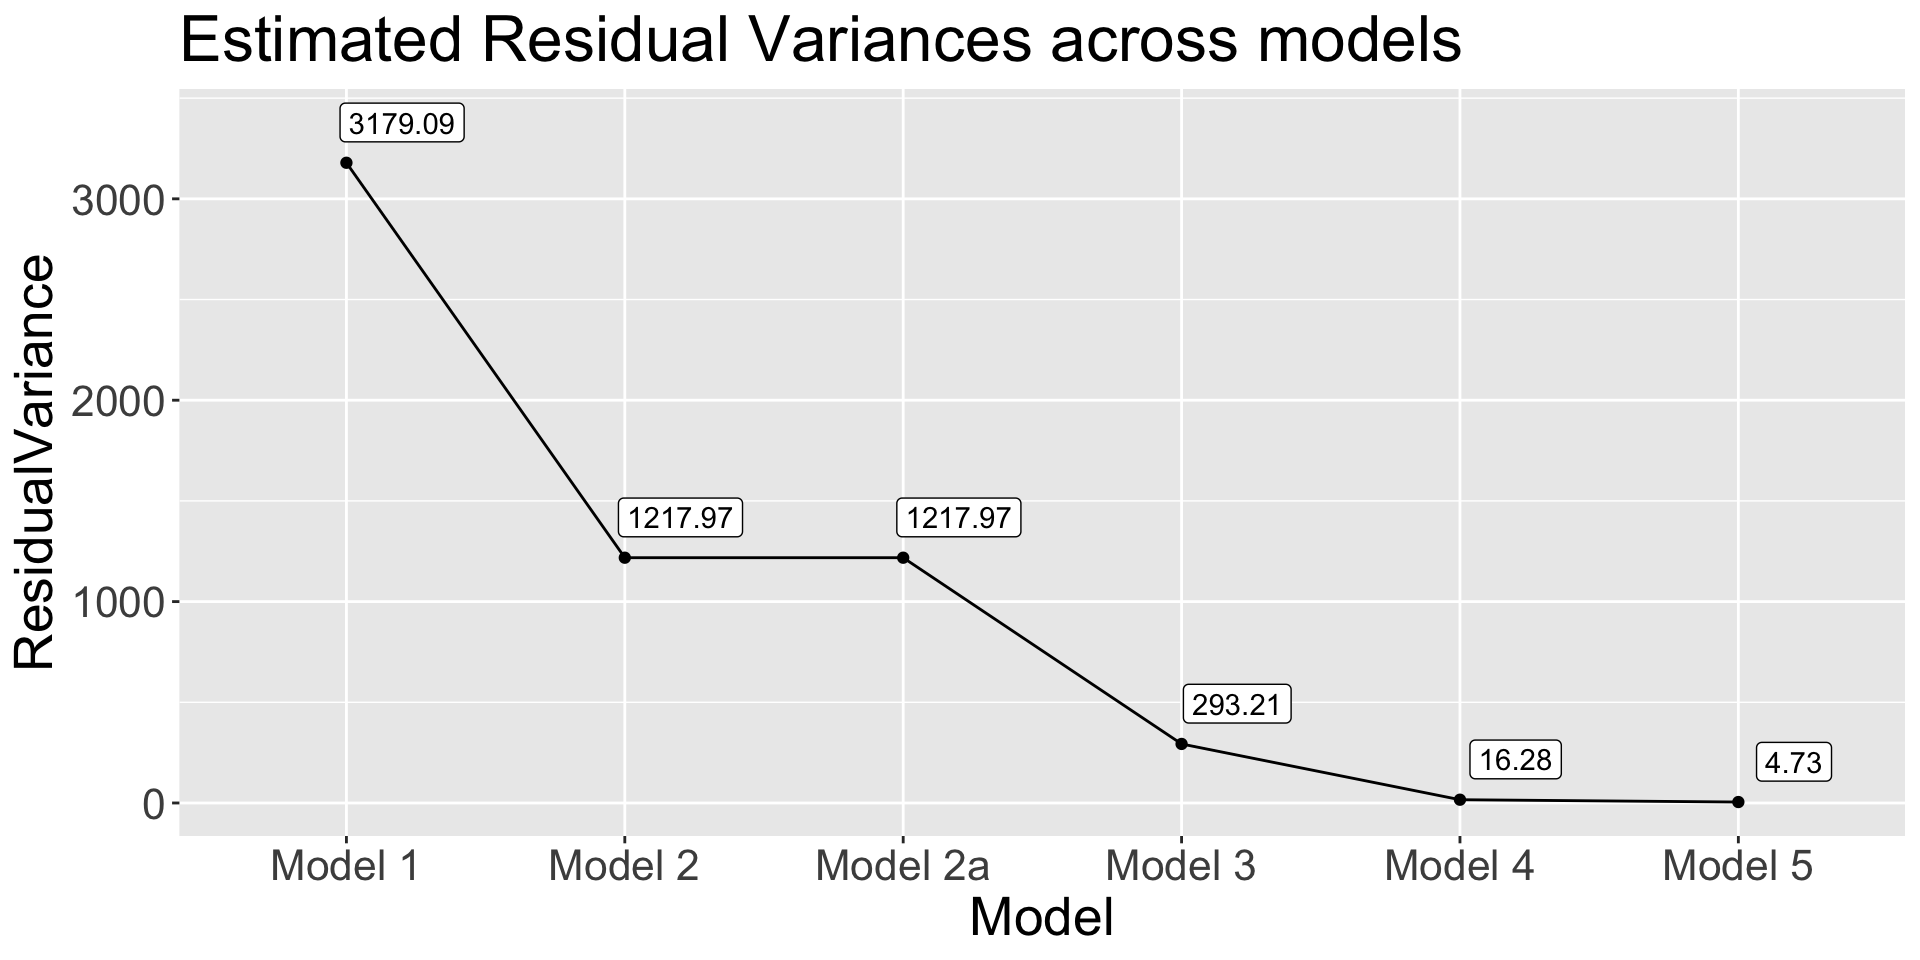 Estimated Residual Variances across models
3179.09
3000
ResidualVariance
2000
1217.97
1217.97
1000
293.21
16.28
4.73
0
Model 1
Model 2
Model 2a
Model 3
Model 4
Model 5
Model